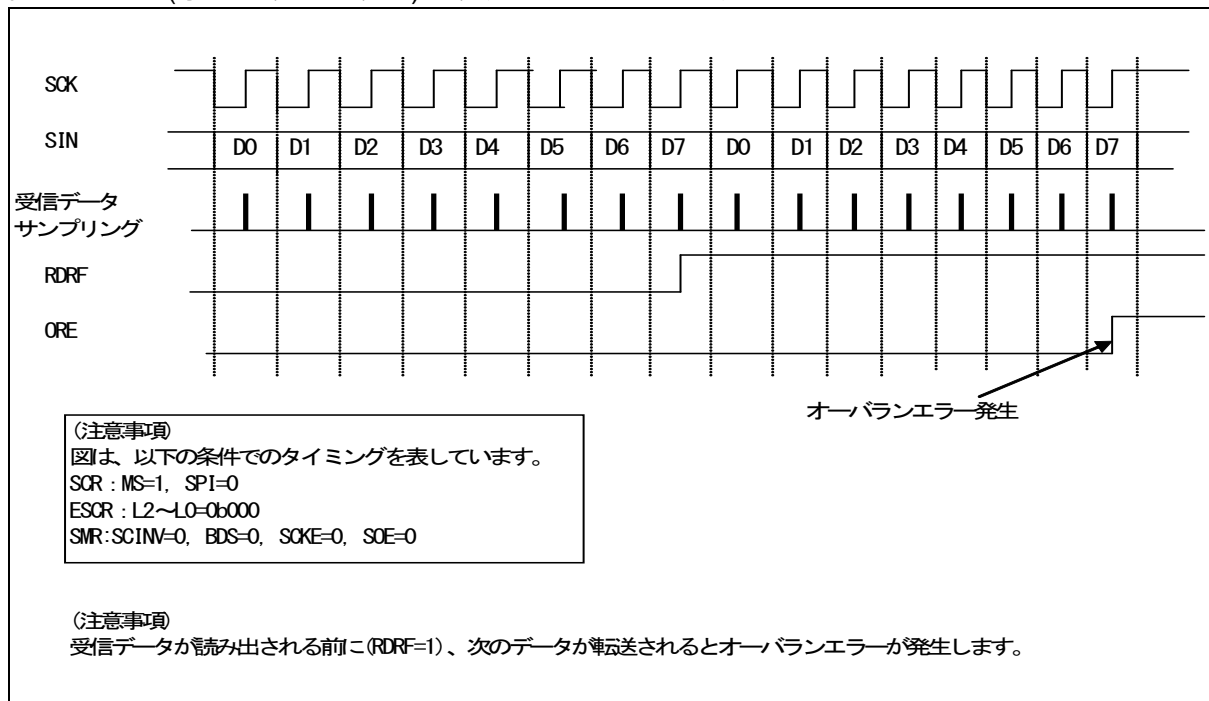 SCK
SIN
D0 D1 D2 D3 D4 D5 D6 D7 D0 D1 D2 D3 D4 D5 D6 D7
受信データ
サンプリング
RDRF
ORE
オーバランエラー発生
(注意事項)
図は、以下の条件でのタイミングを表しています。
SCR : MS=1, SPI=0
ESCR : L2～L0=0b000
SMR:SCINV=0, BDS=0, SCKE=0, SOE=0
(注意事項)
受信データが読み出される前に(RDRF=1)、次のデータが転送されるとオーバランエラーが発生します。